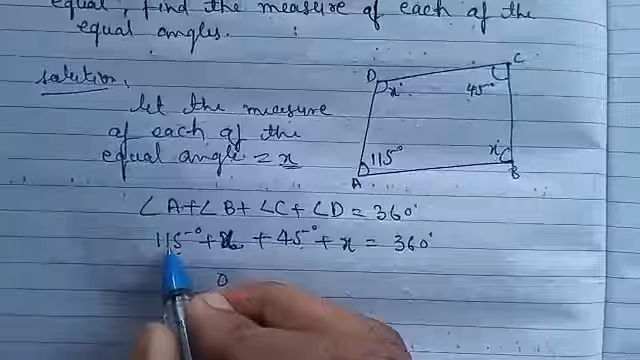 equal, find the measure of each of the
equal angles.
Solution,
Let the measure
of each of the
equal angle = x
D
C
x°
45°
115°
x°
A
B
∠A+∠B+∠C+∠D=360°
115°+x+45°+x=360°
0